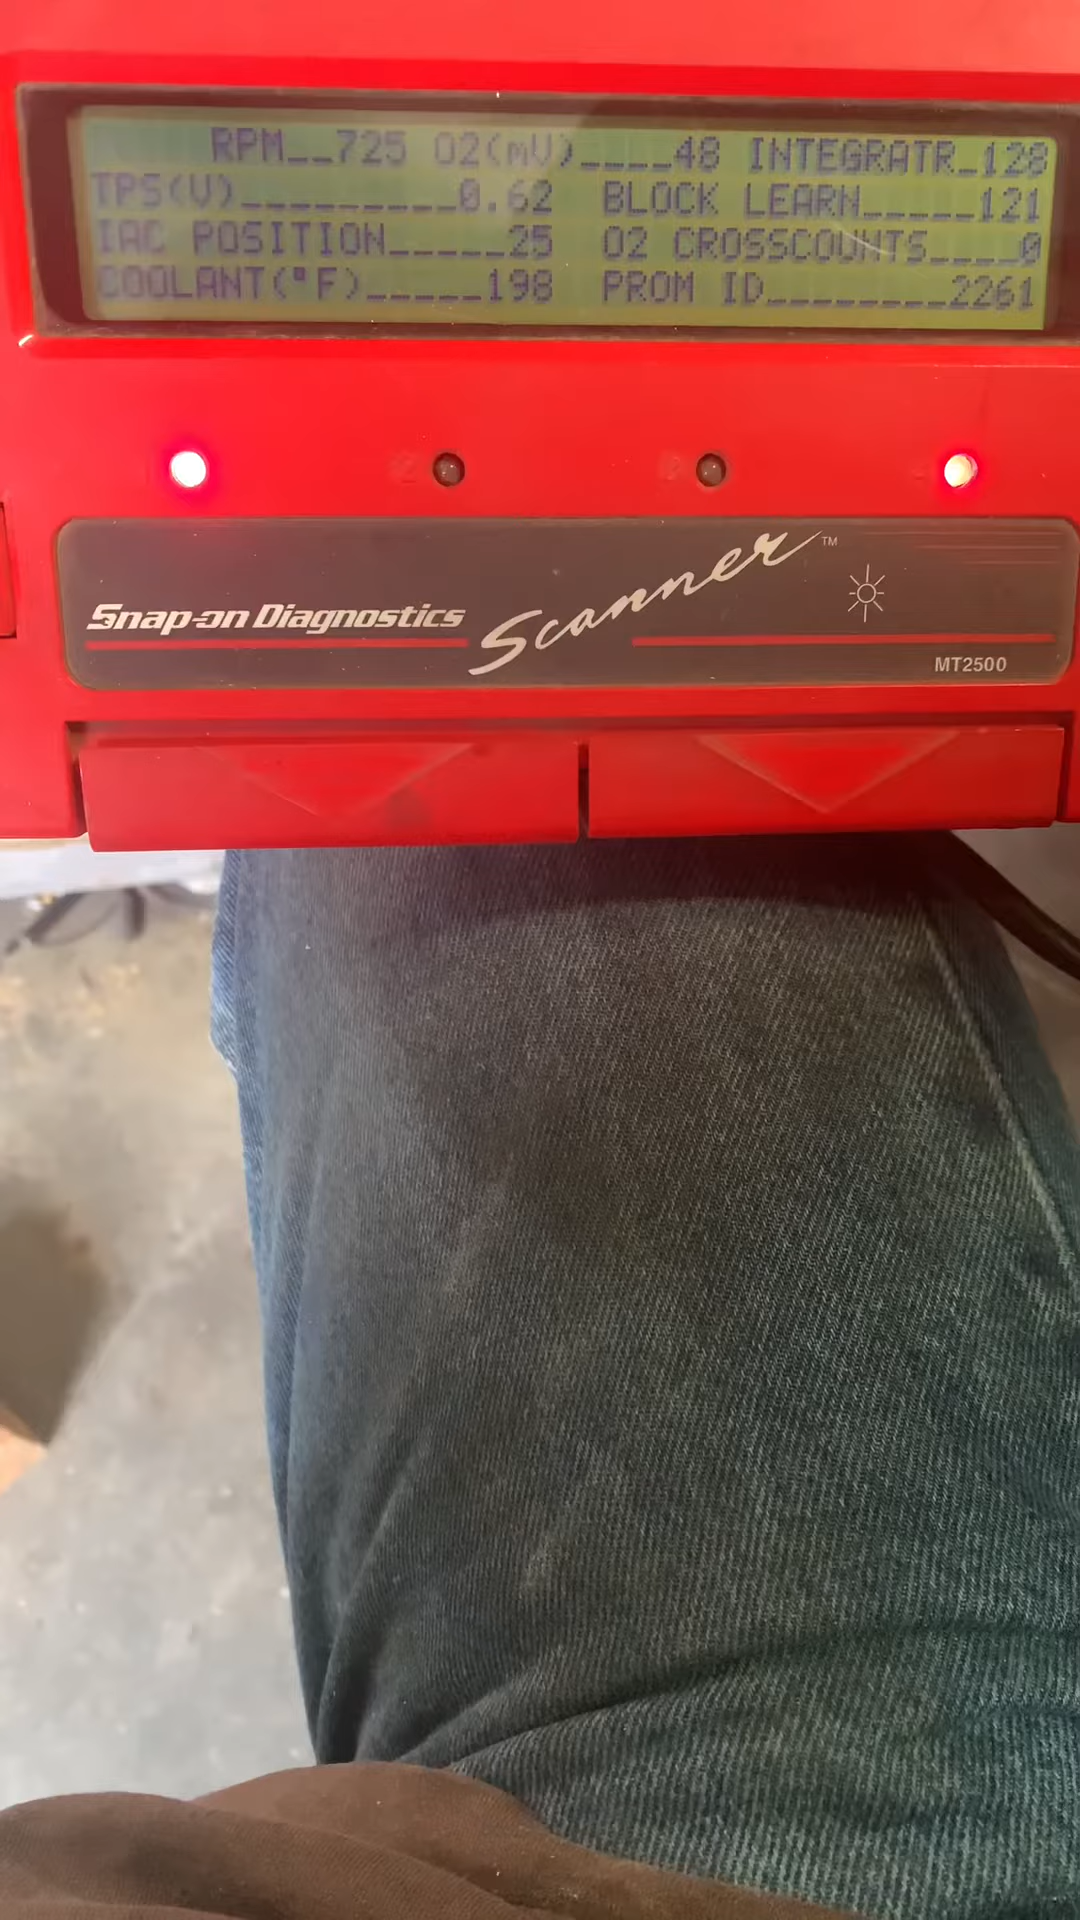 RPM__725 O2(mV)____48 INTEGRATR_128
TPS(V)_________0.62 BLOCK LEARN_____121
IAC POSITION_____25 O2 CROSSCOUNTS____0
COOLANT(°F)_____198 PROM ID________2261
Snap-on Diagnostics Scanner™
MT2500